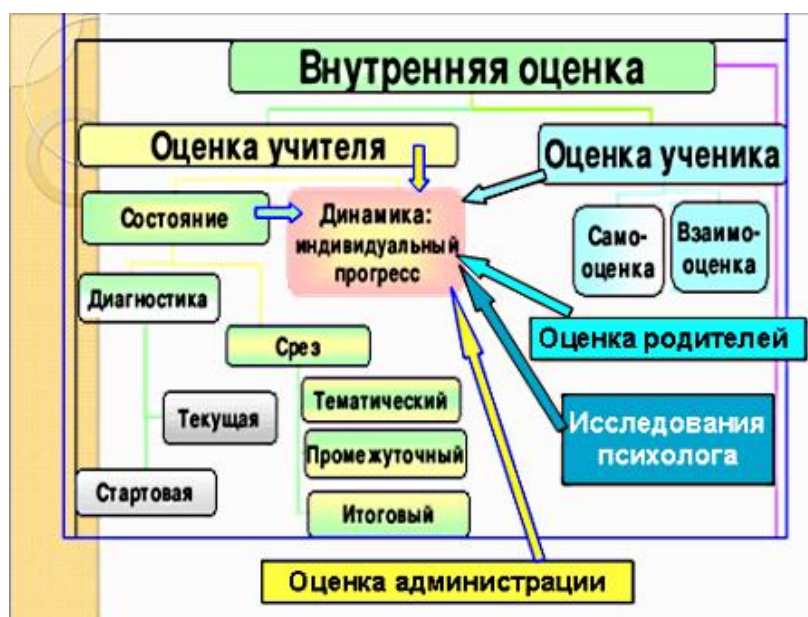 Внутренняя оценка
Оценка учителя
Оценка ученика
Состояние
Динамика:
индивидуальный
прогресс
Само-
оценка
Взаимо-
оценка
Диагностика
Срез
Оценка родителей
Текущая
Тематический
Исследования
психолога
Промежуточный
Стартовая
Итоговый
Оценка администрации